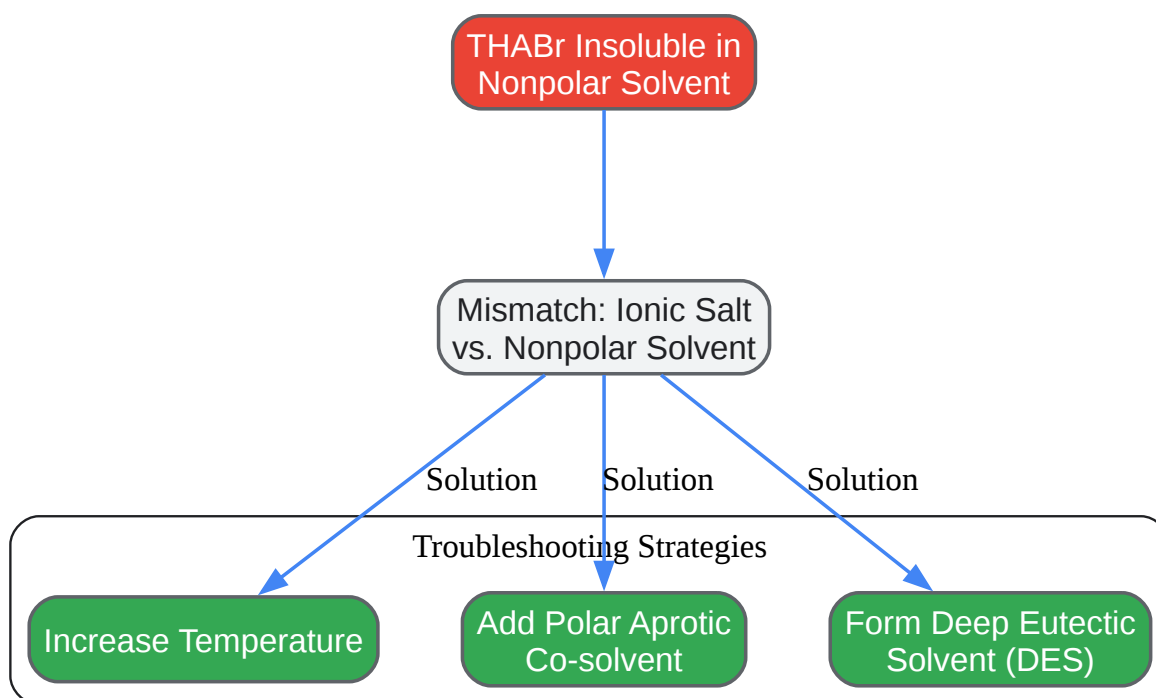 THABr Insoluble in
Nonpolar Solvent
Mismatch: Ionic Salt
vs. Nonpolar Solvent
Solution
Solution
Solution
Troubleshooting Strategies
Increase Temperature
Add Polar Aprotic
Co-solvent
Form Deep Eutectic
Solvent (DES)